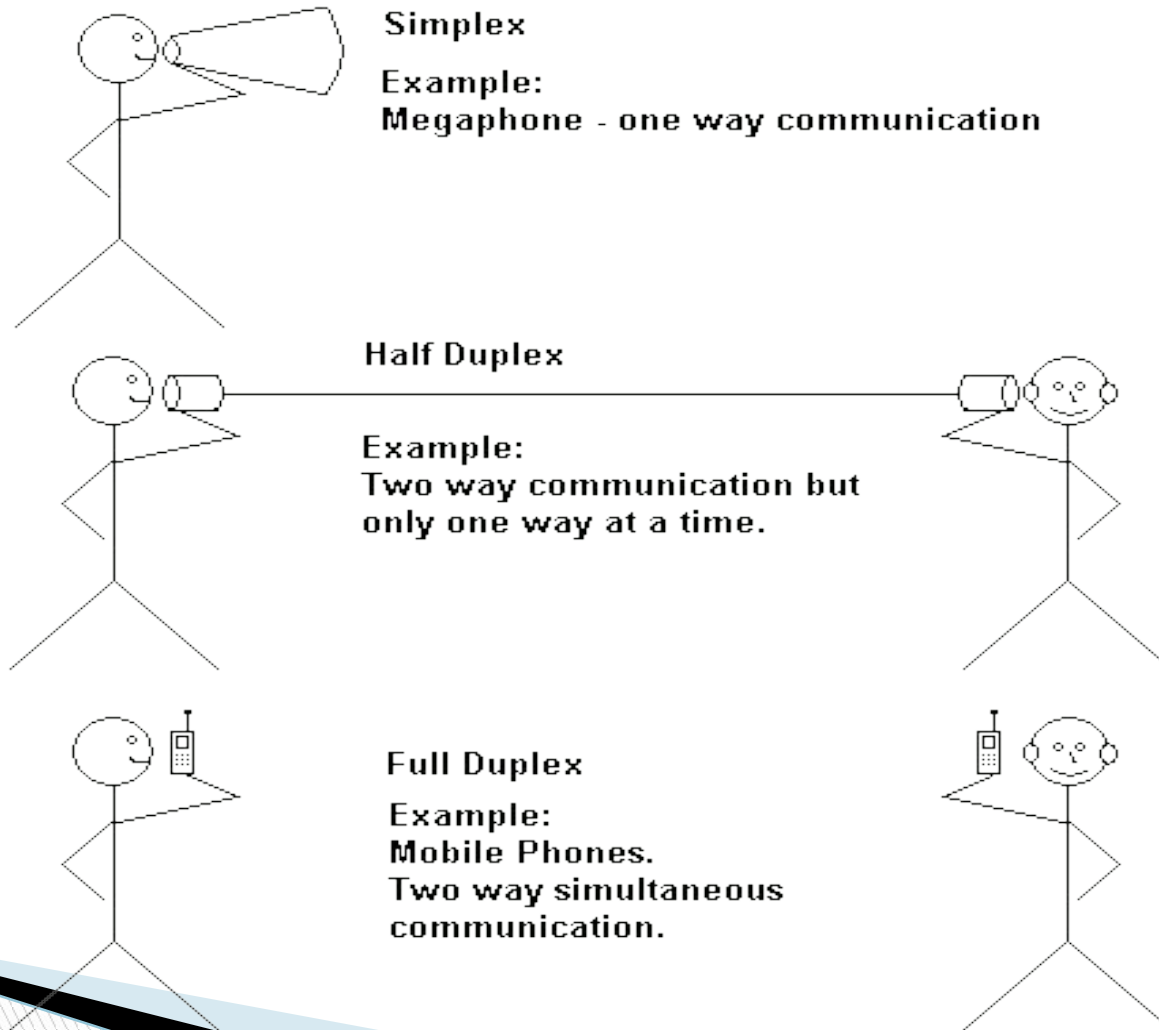 Simplex
Example:
Megaphone - one way communication
Half Duplex
Example:
Two way communication but
only one way at a time.
Full Duplex
Example:
Mobile Phones.
Two way simultaneous
communication.